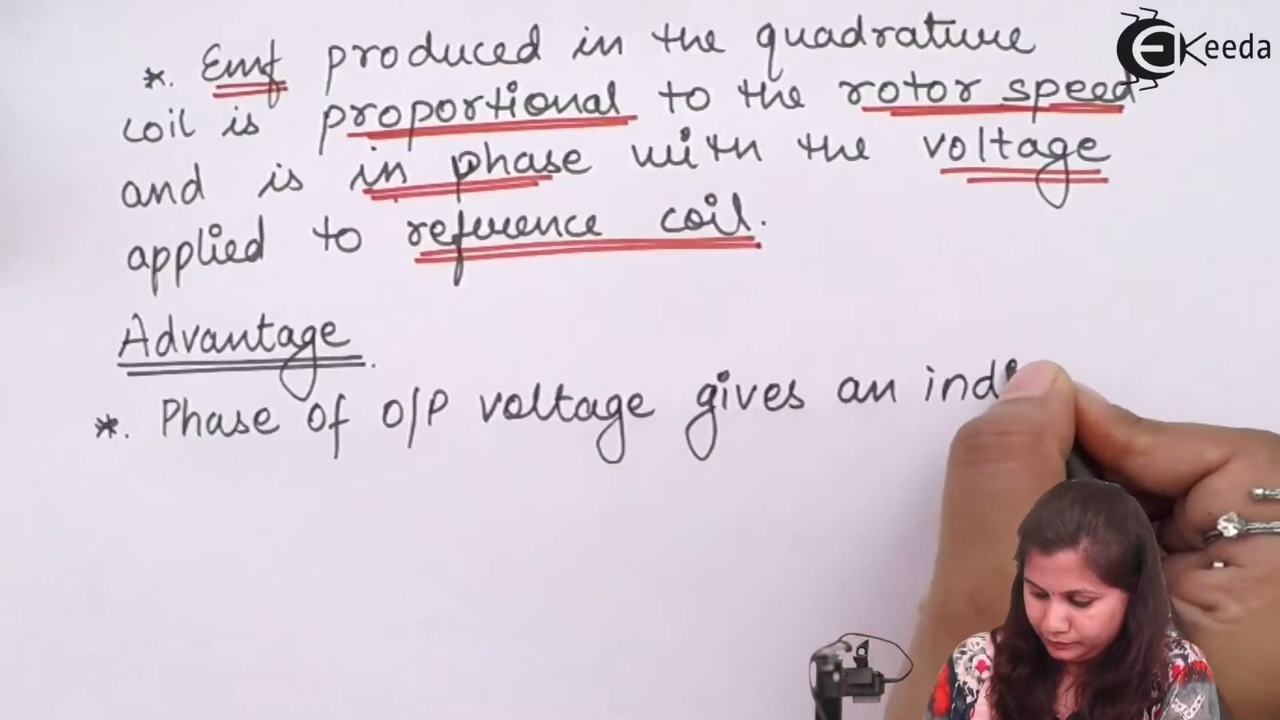 *. Emf produced in the quadrature
coil is proportional to the rotor speed
and is in phase with the voltage
applied to reference coil.
Advantage
*. Phase of O/P voltage gives an indi
EKeeda